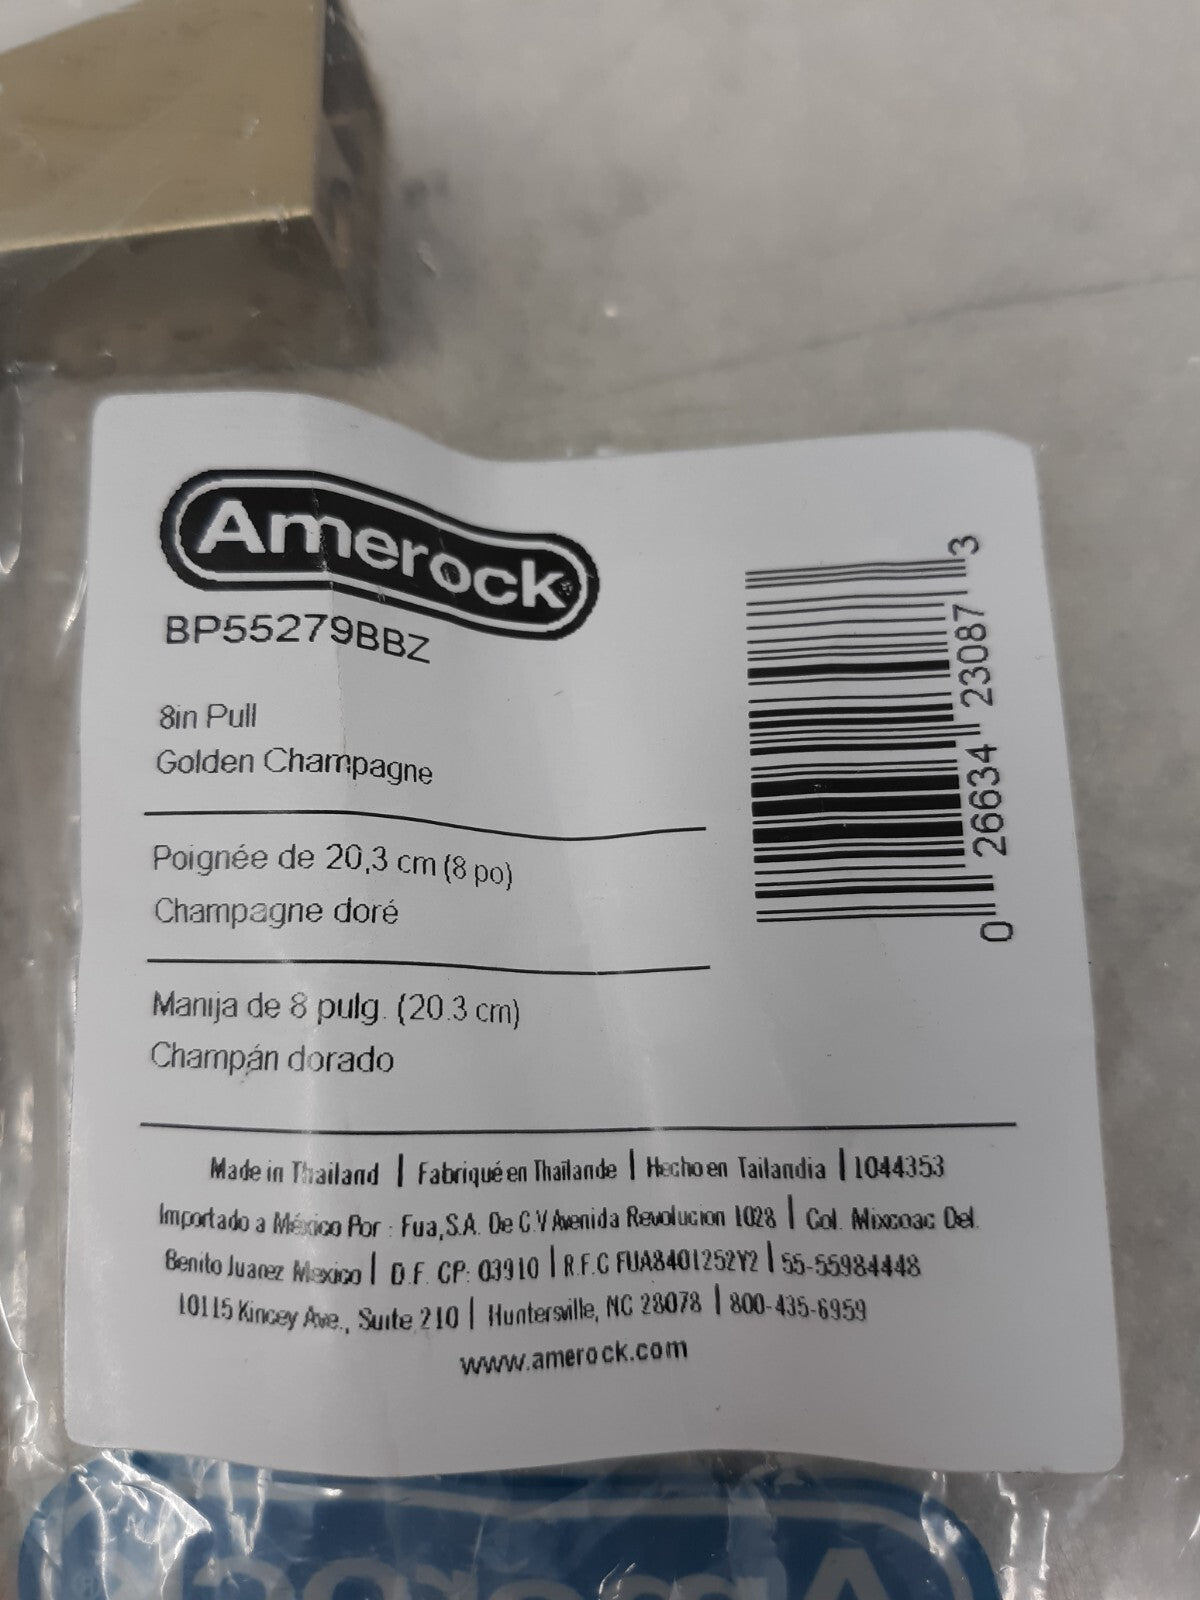 Amerock
BP55279BBZ
8in Pull
Golden Champagne
Poignée de 20,3 cm (8 po)
Champagne doré
Manija de 8 pulg. (20.3 cm)
Champán dorado
0 26634 23087 3
Made in Thailand | Fabriqué en Thaïlande | Hecho en Tailandia | 1044353
Importado a México Por : Fua,S.A. De C.V Avenida Revolucion 1028 | Col. Mixcoac Del.
Benito Juarez Mexico | D.F. CP: 03910 | R.F.C FUA8401252Y2 | 55-55984448
10115 Kincey Ave., Suite 210 | Huntersville, NC 28078 | 800-435-6959
www.amerock.com
Amerock